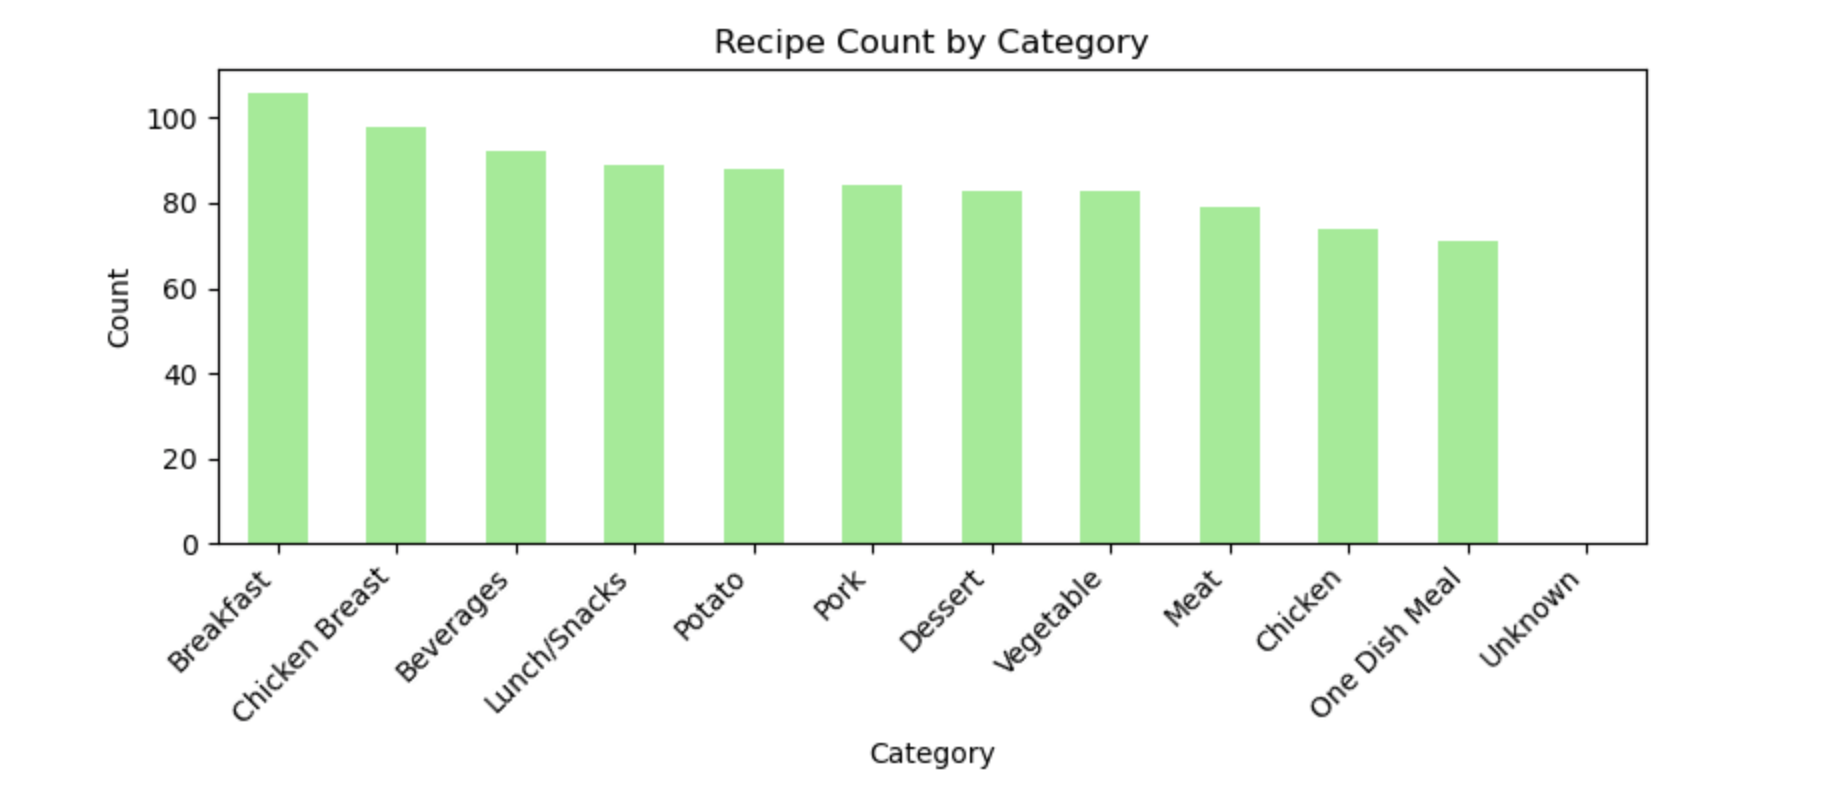 Recipe Count by Category
100
80
60
40
20
0
Count
Breakfast
Chicken Breast
Beverages
Lunch/Snacks
Potato
Pork
Dessert
Vegetable
Meat
Chicken
One Dish Meal
Unknown
Category